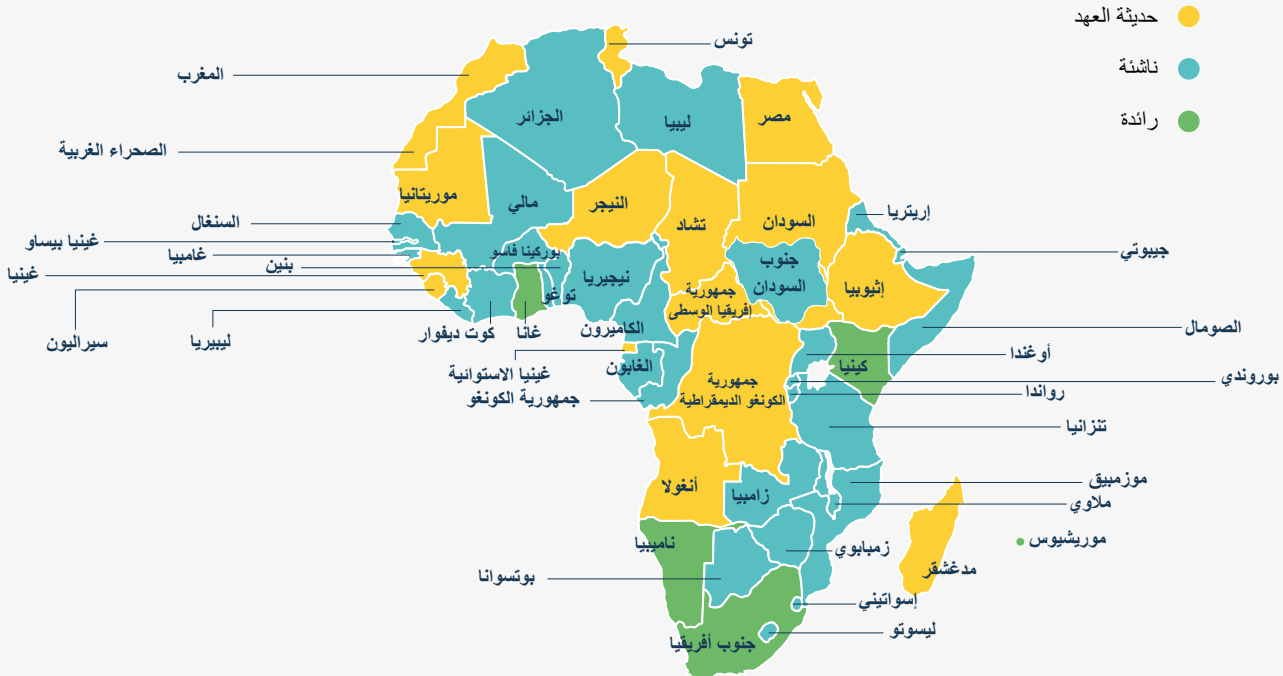 حديثة العهد
ناشئة
رائدة
تونس
المغرب
الجزائر
ليبيا
مصر
الصحراء الغربية
موريتانيا
مالي
النيجر
تشاد
السودان
إريتريا
السنغال
غينيا بيساو
غامبيا
بنين
غينيا
بوركينا فاسو
نيجيريا
توغو
جنوب
السودان
جمهورية
إفريقيا الوسطى
إثيوبيا
جيبوتي
الصومال
سيراليون
ليبيريا
كوت ديفوار
غانا
الكاميرون
غينيا الاستوائية
الغابون
جمهورية الكونغو
جمهورية
الكونغو الديمقراطية
كينيا
أوغندا
بوروندي
رواندا
تنزانيا
أنغولا
زامبيا
موزمبيق
ملاوي
موريشيوس
ناميبيا
زمبابوي
مدغشقر
بوتسوانا
إسواتيني
ليسوتو
جنوب أفريقيا